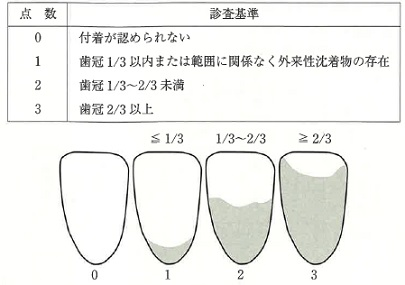 点 数 診査基準
0 付着が認められない
1 歯冠 1/3 以内または範囲に関係なく外来性沈着物の存在
2 歯冠 1/3〜2/3 未満
3 歯冠 2/3 以上
≦ 1/3 1/3〜2/3 ≧ 2/3
0 1 2 3